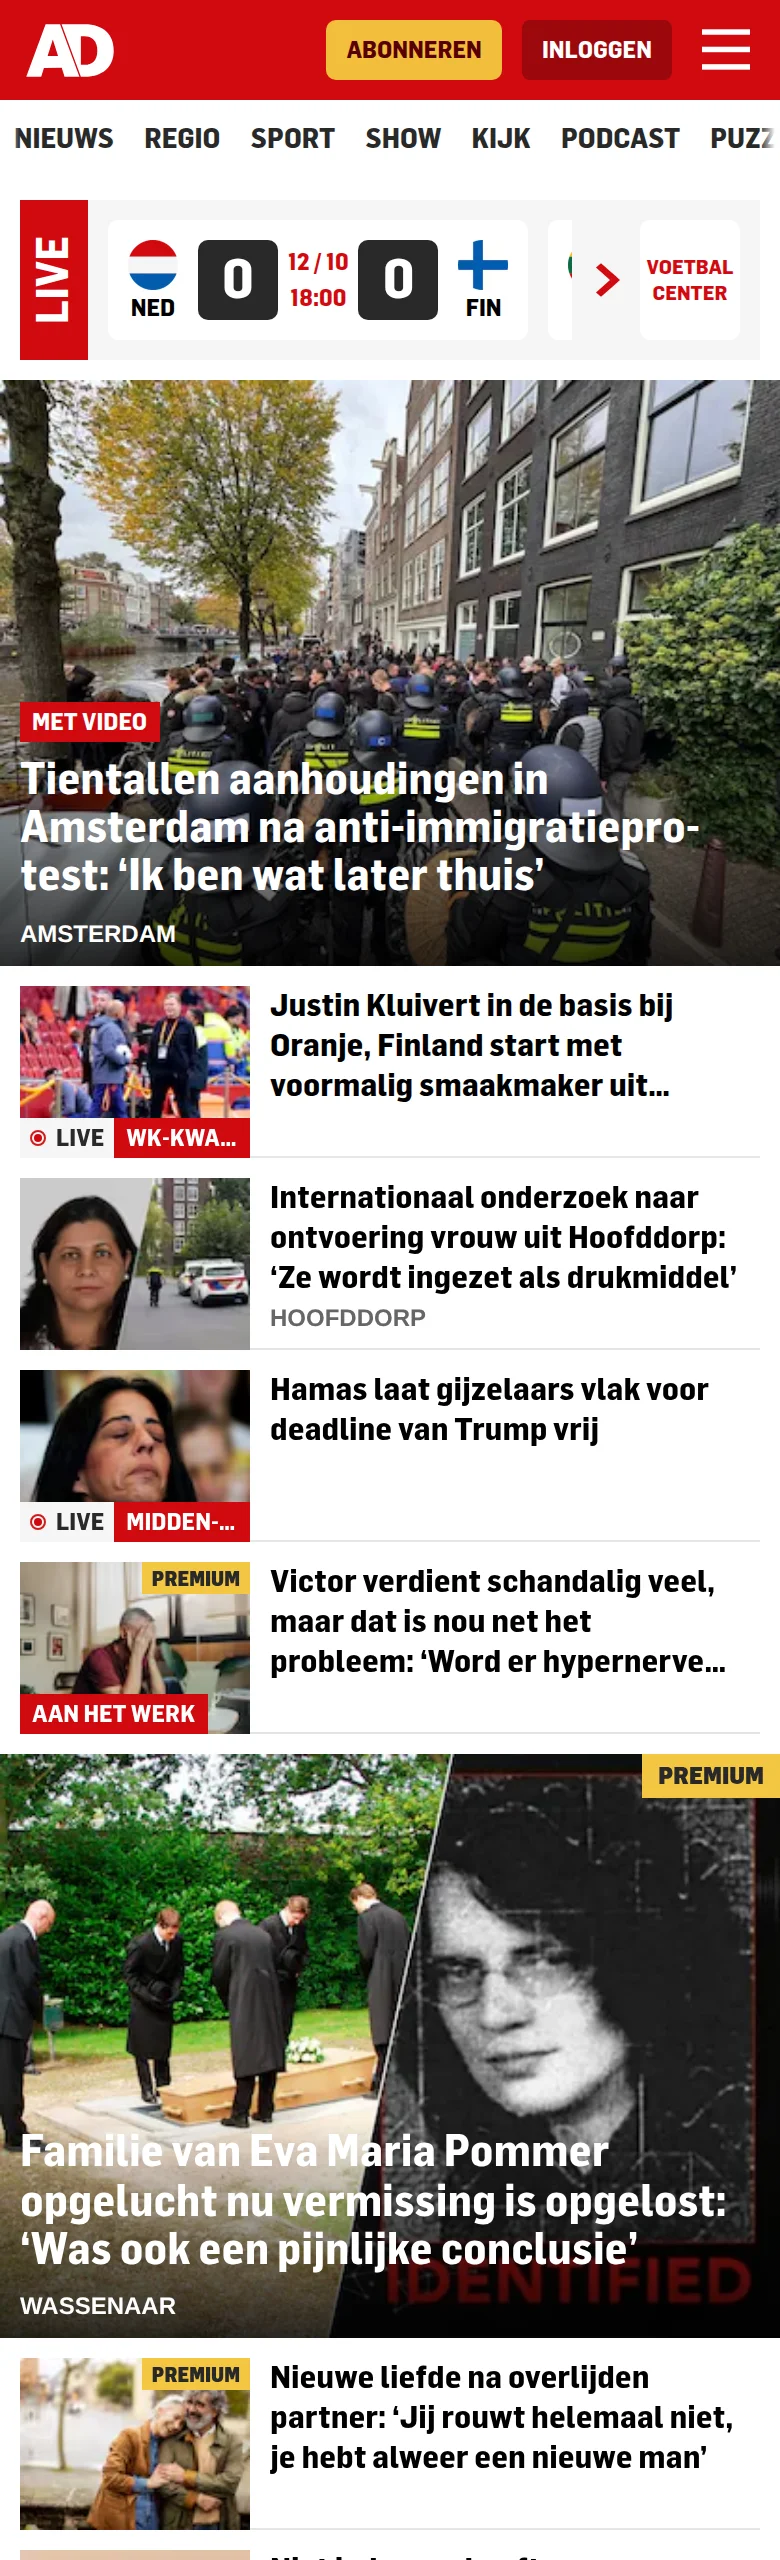 AD
ABONNEREN
INLOGGEN
NIEUWS REGIO SPORT SHOW KIJK PODCAST PUZZ
LIVE
NED
0
12 / 10
18:00
0
FIN
VOETBAL
CENTER
MET VIDEO
Tientallen aanhoudingen in
Amsterdam na anti-immigratiepro-
test: ‘Ik ben wat later thuis’
AMSTERDAM
Justin Kluivert in de basis bij
Oranje, Finland start met
voormalig smaakmaker uit...
LIVE WK-KWA...
Internationaal onderzoek naar
ontvoering vrouw uit Hoofddorp:
‘Ze wordt ingezet als drukmiddel’
HOOFDDORP
Hamas laat gijzelaars vlak voor
deadline van Trump vrij
LIVE MIDDEN-...
PREMIUM
Victor verdient schandalig veel,
maar dat is nou net het
probleem: ‘Word er hypernerve...
AAN HET WERK
PREMIUM
Familie van Eva Maria Pommer
opgelucht nu vermissing is opgelost:
‘Was ook een pijnlijke conclusie’
IDENTIFIED
WASSENAAR
PREMIUM
Nieuwe liefde na overlijden
partner: ‘Jij rouwt helemaal niet,
je hebt alweer een nieuwe man’